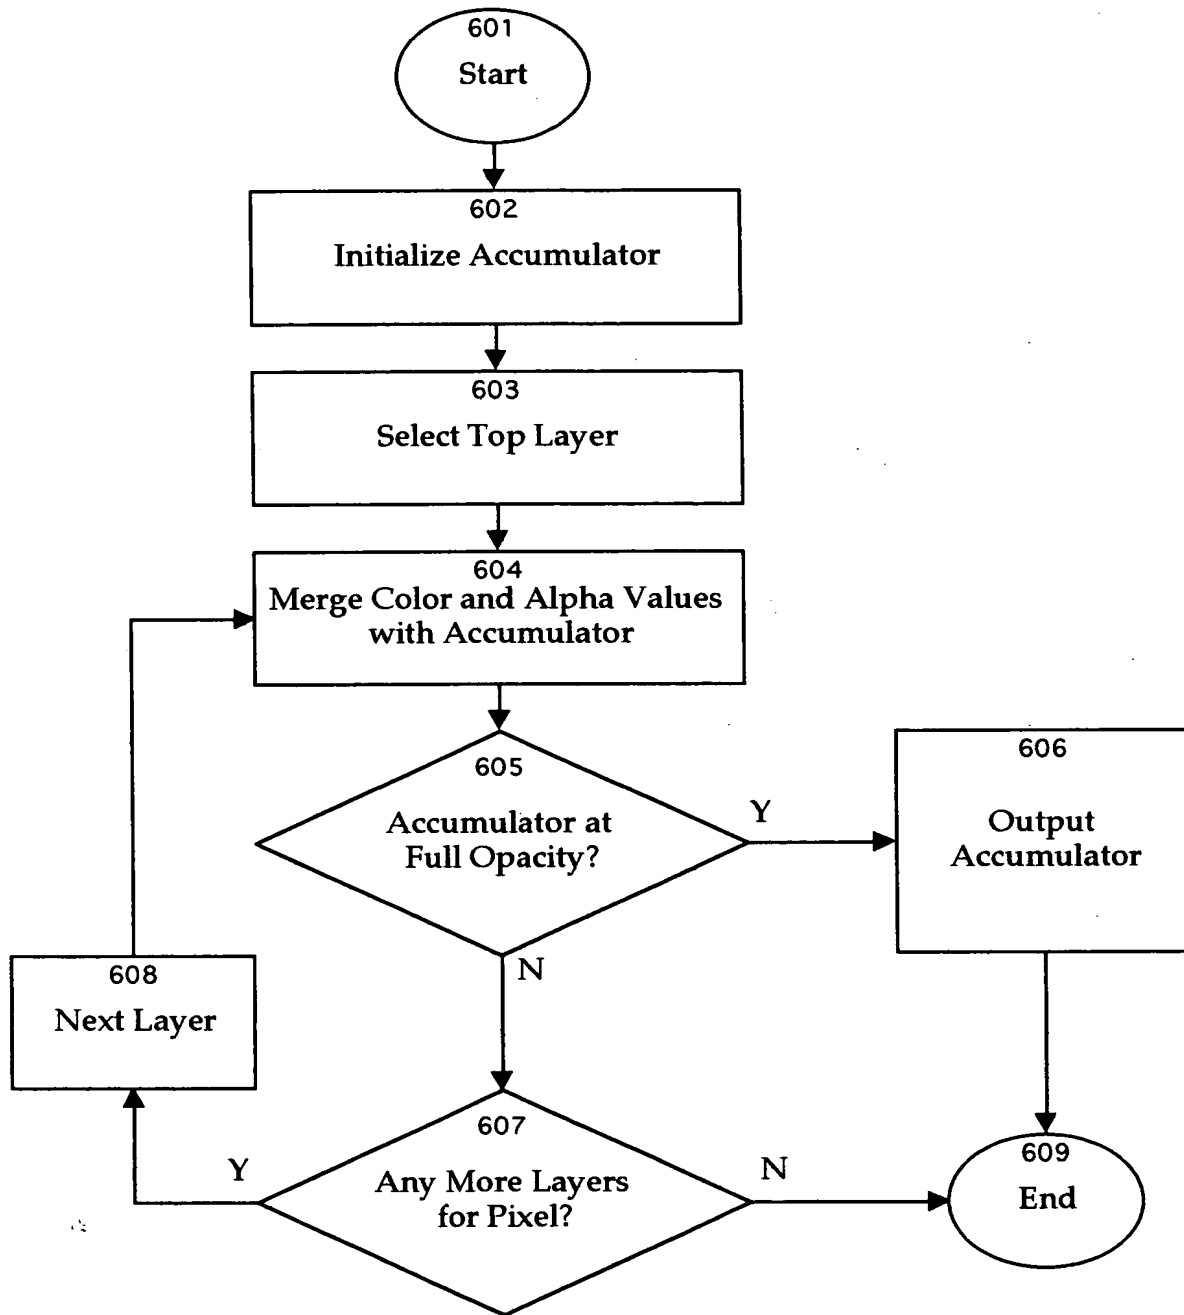 601
Start
602
Initialize Accumulator
603
Select Top Layer
604
Merge Color and Alpha Values
with Accumulator
605
Accumulator at
Full Opacity?
Y
606
Output
Accumulator
N
608
Next Layer
607
Any More Layers
for Pixel?
Y
N
609
End